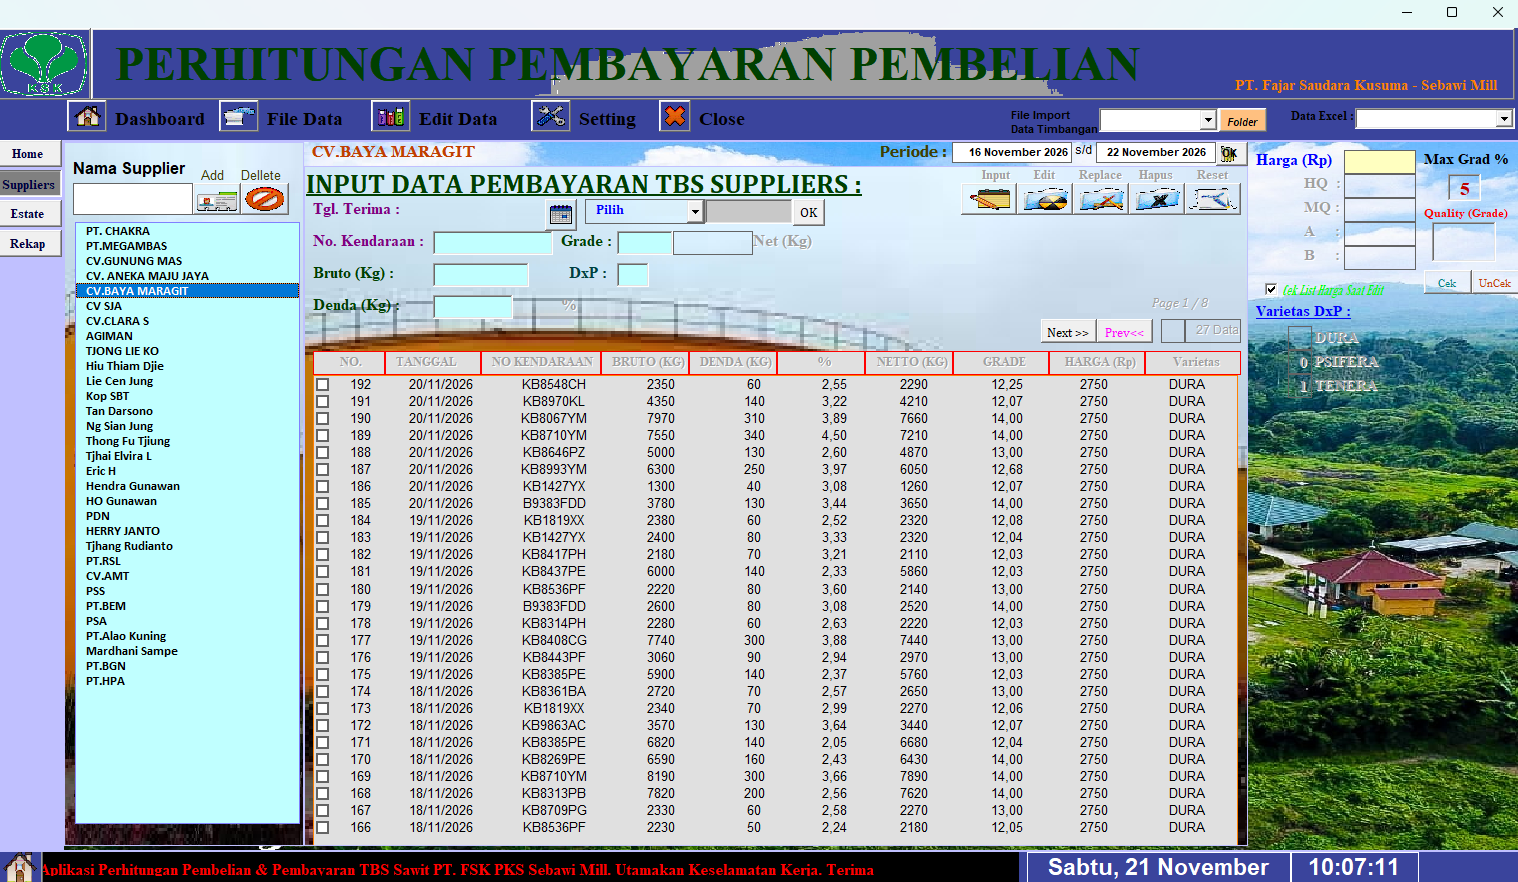 PERHITUNGAN PEMBAYARAN PEMBELIAN
PT. Fajar Saudara Kusuma - Sebawi Mill
Dashboard File Data Edit Data Setting Close
File Import
Data Timbangan
Folder
Data Excel :
Home
Suppliers
Estate
Rekap
Nama Supplier Add Dellete
PT. CHAKRA
PT.MEGAMBAS
CV.GUNUNG MAS
CV. ANEKA MAJU JAYA
CV.BAYA MARAGIT
CV SJA
CV.CLARA S
AGIMAN
TJONG LIE KO
Hiu Thiam Djie
Lie Cen Jung
Kop SBT
Tan Darsono
Ng Sian Jung
Thong Fu Tjiung
Tjhai Elvira L
Eric H
Hendra Gunawan
HO Gunawan
PDN
HERRY JANTO
Tjhang Rudianto
PT.RSL
CV.AMT
PSS
PT.BEM
PSA
PT.Alao Kuning
Mardhani Sampe
PT.BGN
PT.HPA
CV.BAYA MARAGIT
Periode : 16 November 2026 s/d 22 November 2026 OK
INPUT DATA PEMBAYARAN TBS SUPPLIERS :
Input Edit Replace Hapus Reset
Tgl. Terima : Pilih OK
No. Kendaraan : Grade : Net (Kg)
Bruto (Kg) : DxP :
Denda (Kg) : %
Page 1 / 8
Next >> Prev<< 27 Data
NO. TANGGAL NO KENDARAAN BRUTO (KG) DENDA (KG) % NETTO (KG) GRADE HARGA (Rp) Varietas
192 20/11/2026 KB8548CH 2350 60 2,55 2290 12,25 2750 DURA
191 20/11/2026 KB8970KL 4350 140 3,22 4210 12,07 2750 DURA
190 20/11/2026 KB8067YM 7970 310 3,89 7660 14,00 2750 DURA
189 20/11/2026 KB8710YM 7550 340 4,50 7210 14,00 2750 DURA
188 20/11/2026 KB8646PZ 5000 130 2,60 4870 13,00 2750 DURA
187 20/11/2026 KB8993YM 6300 250 3,97 6050 12,68 2750 DURA
186 20/11/2026 KB1427YX 1300 40 3,08 1260 12,07 2750 DURA
185 20/11/2026 B9383FDD 3780 130 3,44 3650 14,00 2750 DURA
184 19/11/2026 KB1819XX 2380 60 2,52 2320 12,08 2750 DURA
183 19/11/2026 KB1427YX 2400 80 3,33 2320 12,04 2750 DURA
182 19/11/2026 KB8417PH 2180 70 3,21 2110 12,03 2750 DURA
181 19/11/2026 KB8437PE 6000 140 2,33 5860 12,03 2750 DURA
180 19/11/2026 KB8536PF 2220 80 3,60 2140 13,00 2750 DURA
179 19/11/2026 B9383FDD 2600 80 3,08 2520 14,00 2750 DURA
178 19/11/2026 KB8314PH 2280 60 2,63 2220 12,03 2750 DURA
177 19/11/2026 KB8408CG 7740 300 3,88 7440 13,00 2750 DURA
176 19/11/2026 KB8443PF 3060 90 2,94 2970 13,00 2750 DURA
175 19/11/2026 KB8385PE 5900 140 2,37 5760 12,03 2750 DURA
174 18/11/2026 KB8361BA 2720 70 2,57 2650 13,00 2750 DURA
173 18/11/2026 KB1819XX 2340 70 2,99 2270 12,06 2750 DURA
172 18/11/2026 KB9863AC 3570 130 3,64 3440 12,07 2750 DURA
171 18/11/2026 KB8385PE 6820 140 2,05 6680 12,04 2750 DURA
170 18/11/2026 KB8269PE 6590 160 2,43 6430 14,00 2750 DURA
169 18/11/2026 KB8710YM 8190 300 3,66 7890 14,00 2750 DURA
168 18/11/2026 KB8313PB 7820 200 2,56 7620 14,00 2750 DURA
167 18/11/2026 KB8709PG 2330 60 2,58 2270 13,00 2750 DURA
166 18/11/2026 KB8536PF 2230 50 2,24 2180 12,05 2750 DURA
Harga (Rp) Max Grad %
HQ : 5
MQ : Quality (Grade)
A :
B :
Cek UnCek
Cek List Harga Saat Edit
Varietas DxP :
DURA
0 PSIFERA
1 TENERA
Aplikasi Perhitungan Pembelian & Pembayaran TBS Sawit PT. FSK PKS Sebawi Mill. Utamakan Keselamatan Kerja. Terima
Sabtu, 21 November 10:07:11